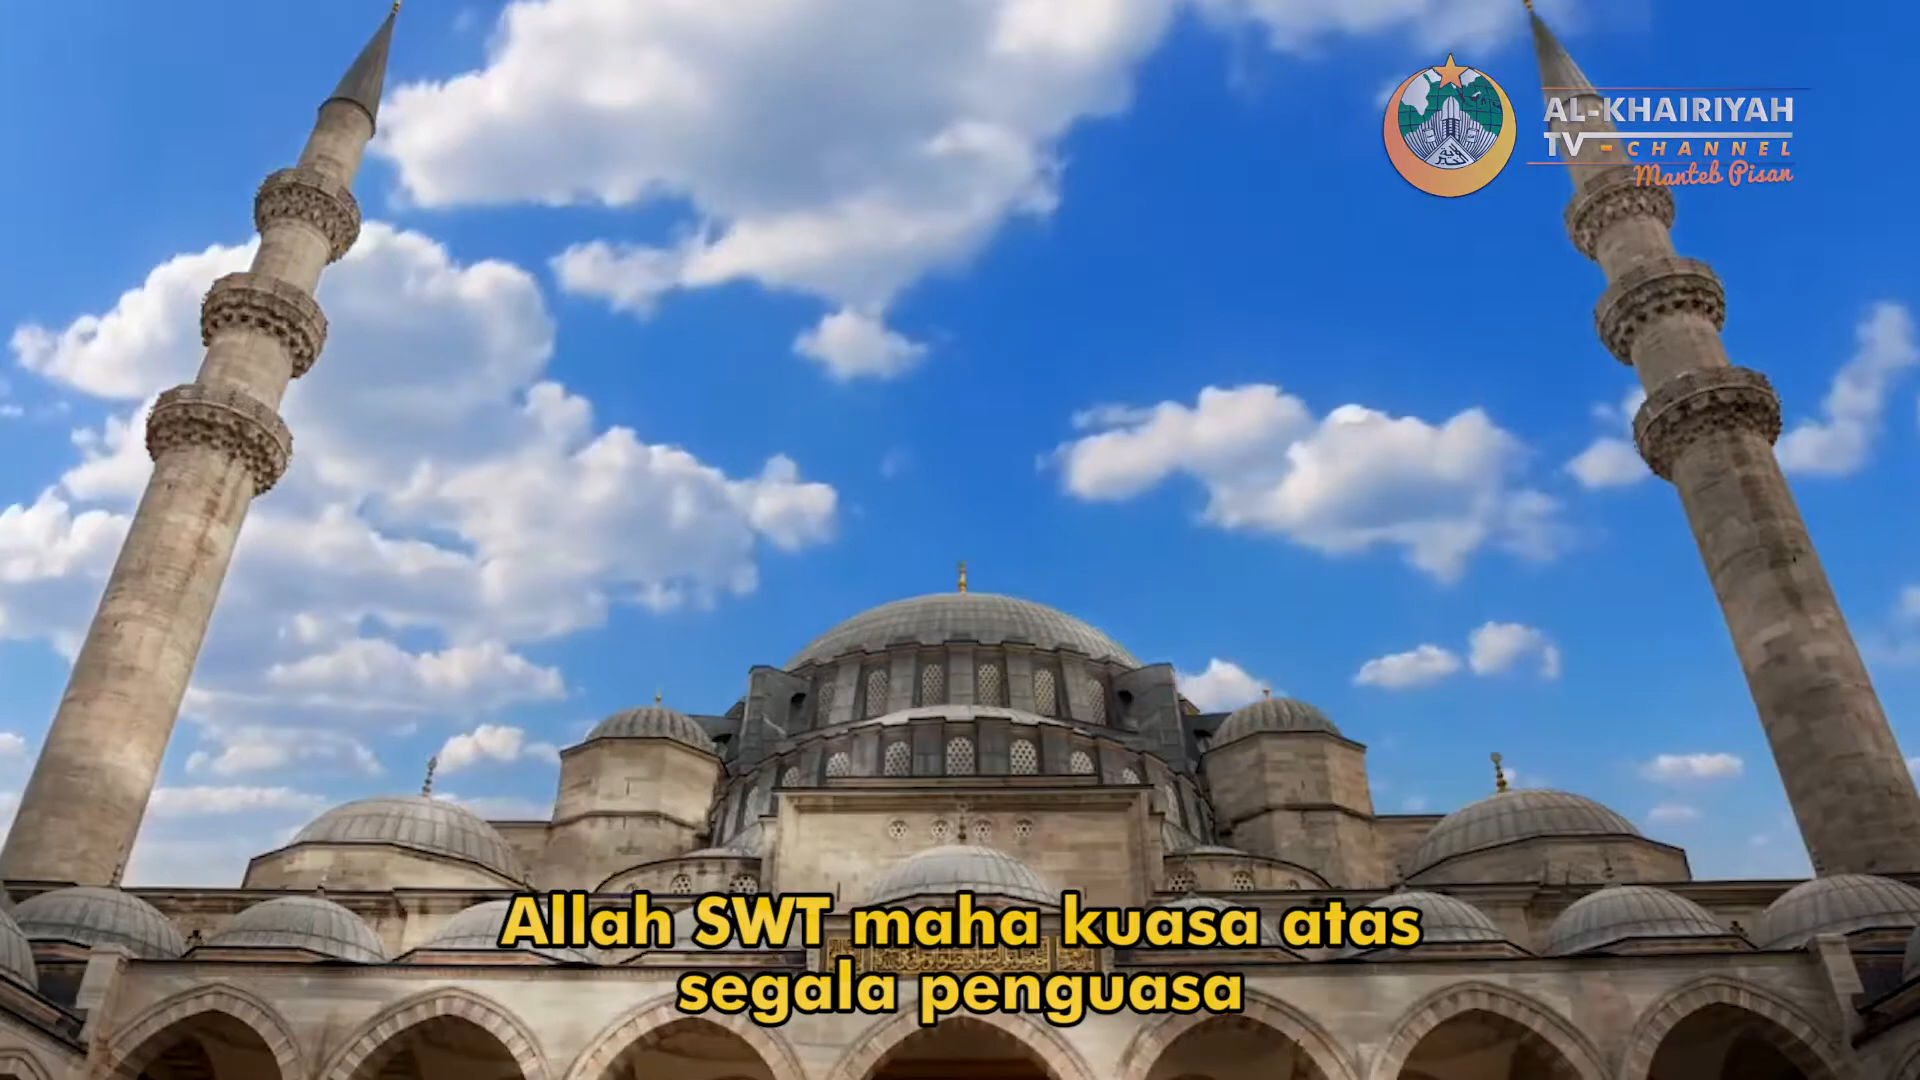 AL-KHAIRIYAH
TV - CHANNEL
Manteb Pisan
Allah SWT maha kuasa atas
segala penguasa